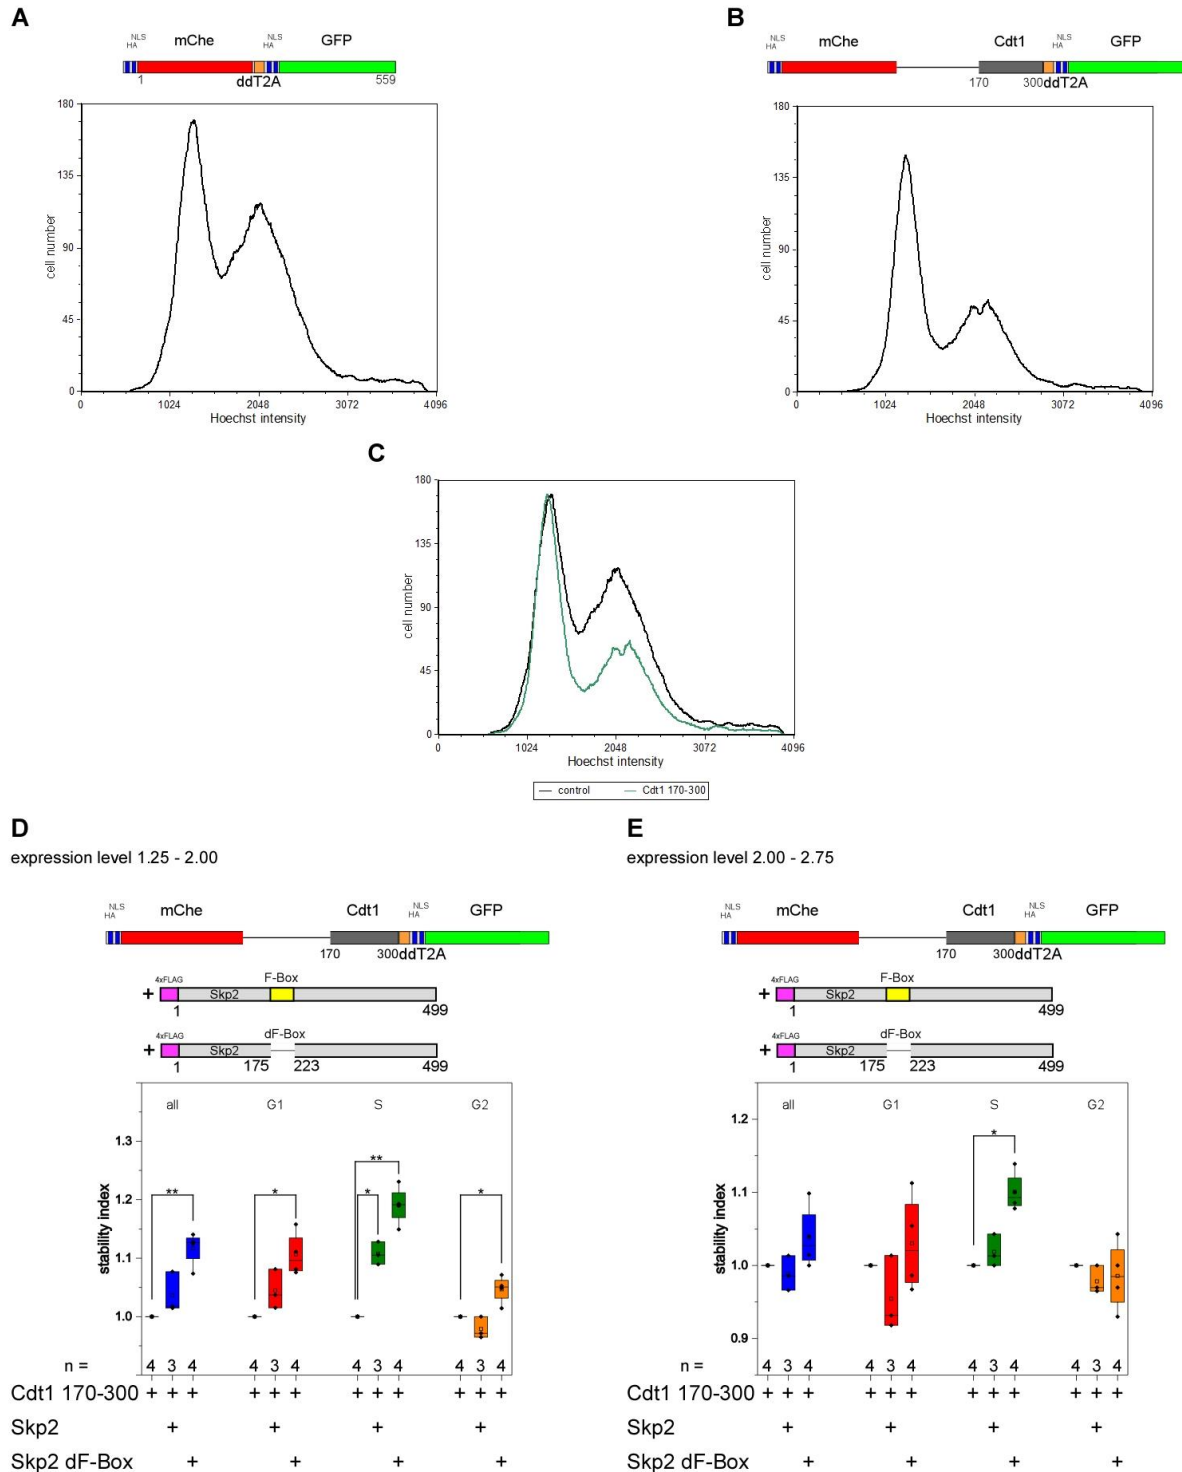 A
NLS
HA
mChe
NLS
HA
GFP
1
ddT2A
559
180
135
90
45
0
cell number
0 1024 2048 3072 4096
Hoechst intensity
B
NLS
HA
mChe
Cdt1
NLS
HA
GFP
170
300
ddT2A
180
135
90
45
0
cell number
0 1024 2048 3072 4096
Hoechst intensity
C
180
135
90
45
0
cell number
0 1024 2048 3072 4096
Hoechst intensity
control Cdt1 170-300
D
expression level 1.25 - 2.00
NLS
HA
mChe
Cdt1
NLS
HA
GFP
170
300
ddT2A
4xFLAG
F-Box
+ Skp2
1 499
4xFLAG
dF-Box
+ Skp2
1 175 223 499
all G1 S G2
1.3
1.2
1.1
1.0
stability index
** * ** * *
n = 4 3 4 4 3 4 4 3 4 4 3 4
Cdt1 170-300 + + + + + + + + + + + +
Skp2 + + + +
Skp2 dF-Box + + + +
E
expression level 2.00 - 2.75
NLS
HA
mChe
Cdt1
NLS
HA
GFP
170
300
ddT2A
4xFLAG
F-Box
+ Skp2
1 499
4xFLAG
dF-Box
+ Skp2
1 175 223 499
all G1 S G2
1.2
1.1
1.0
0.9
stability index
*
n = 4 3 4 4 3 4 4 3 4 4 3 4
Cdt1 170-300 + + + + + + + + + + + +
Skp2 + + + +
Skp2 dF-Box + + + +